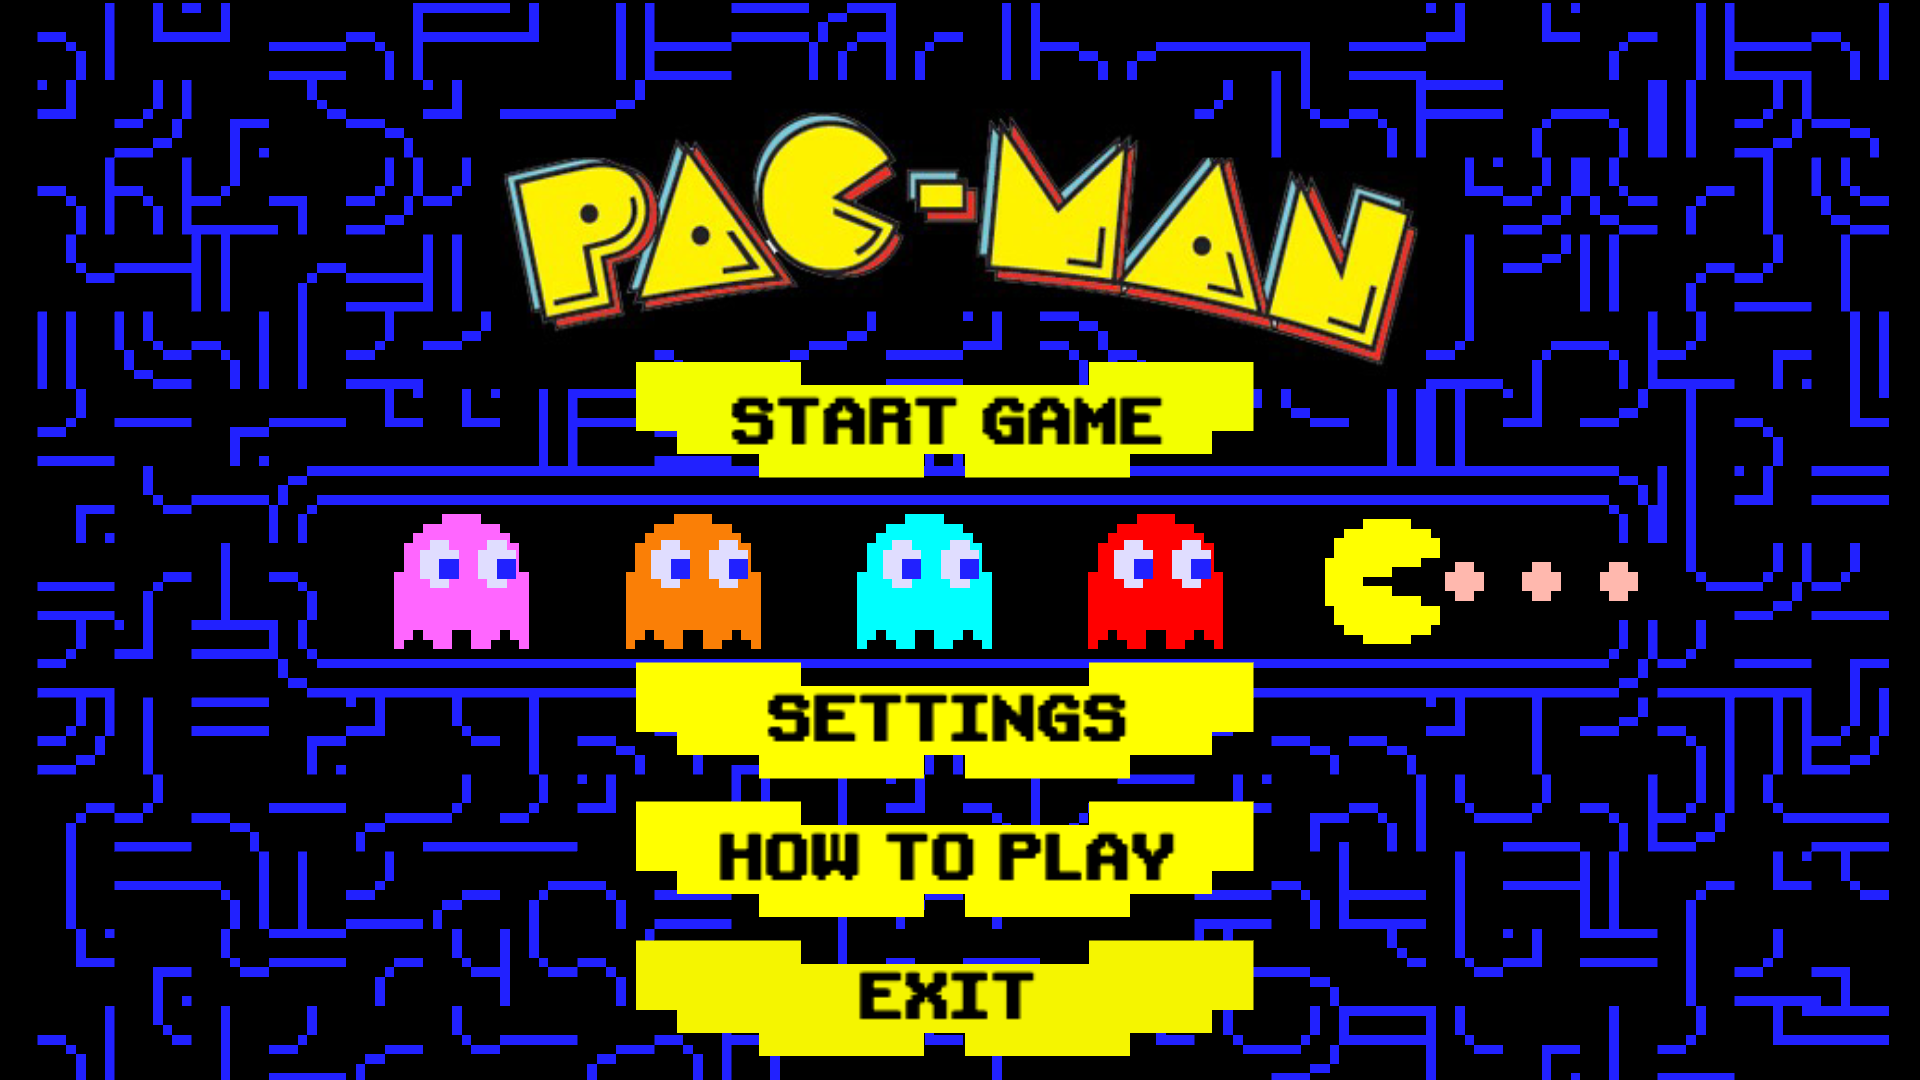 PAC-MAN
START GAME
SETTINGS
HOW TO PLAY
EXIT